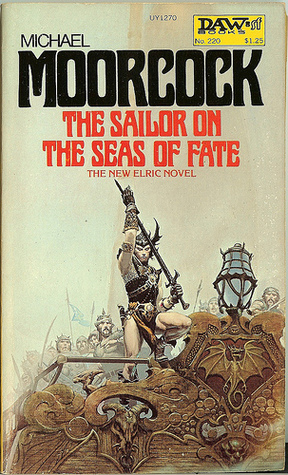 UY1270
DAW=sf
BOOKS
No. 220
$1.25
MICHAEL
MOORCOCK
THE SAILOR ON
THE SEAS OF FATE
THE NEW ELRIC NOVEL